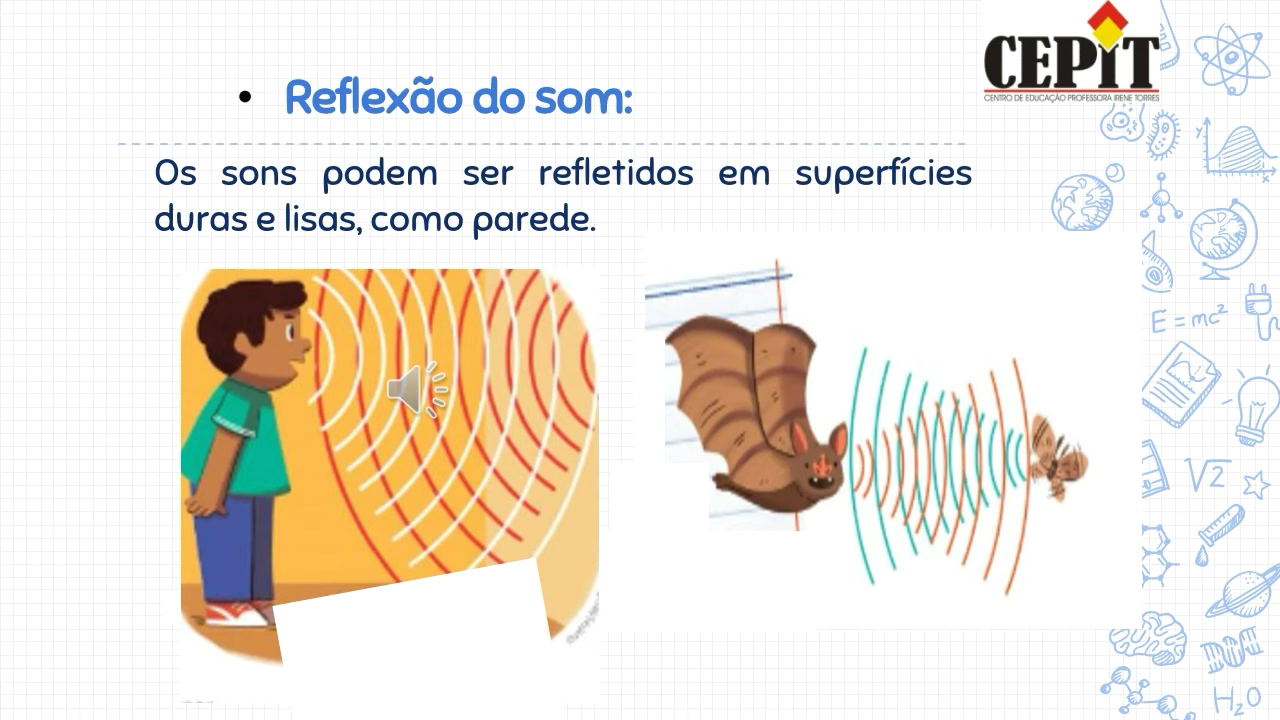 CEPIT
CENTRO DE EDUCAÇÃO PROFESSORA IRENE TORRES
• Reflexão do som:
Os sons podem ser refletidos em superfícies
duras e lisas, como parede.
y
x
E = mc²
√2
H₂O